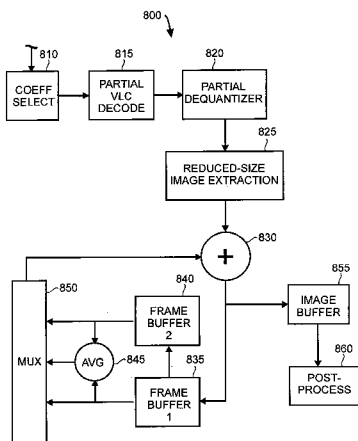 800
810
COEFF
SELECT
815
PARTIAL
VLC
DECODE
820
PARTIAL
DEQUANTIZER
825
REDUCED-SIZE
IMAGE EXTRACTION
+
830
850
MUX
840
FRAME
BUFFER
2
AVG
845
835
FRAME
BUFFER
1
855
IMAGE
BUFFER
860
POST-
PROCESS